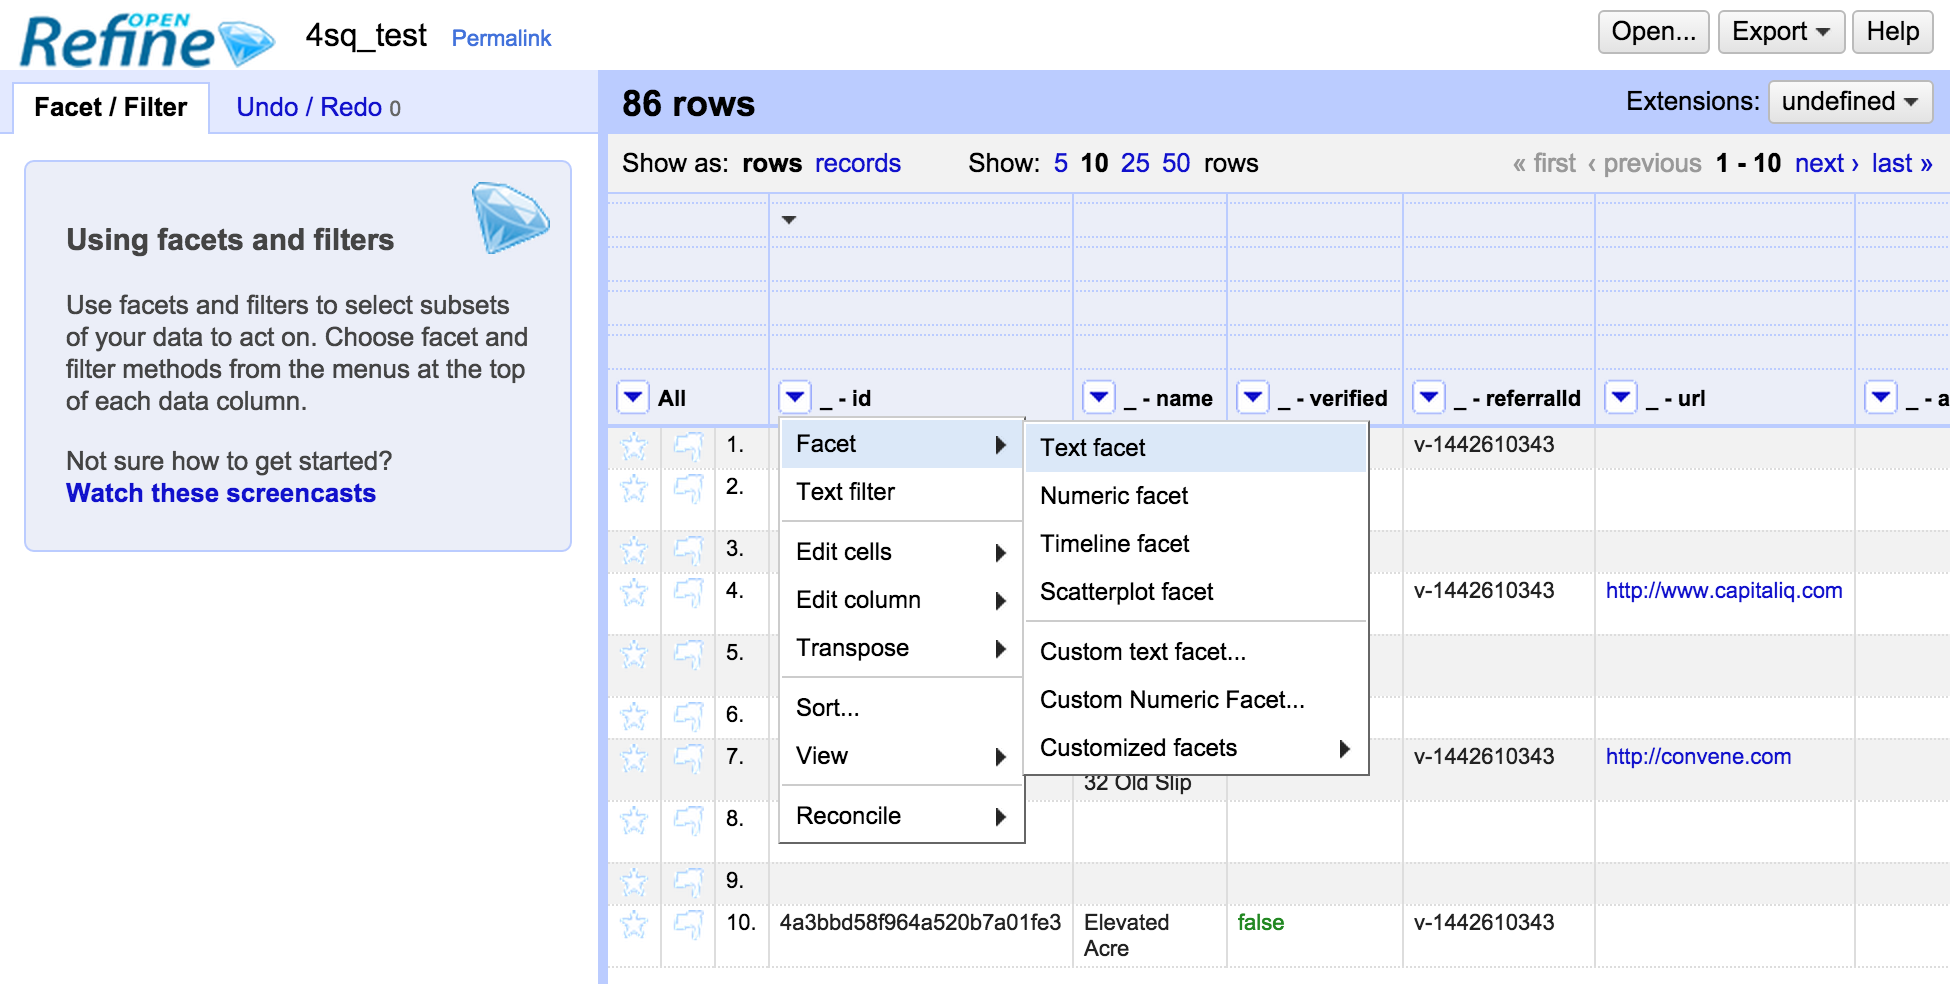 OPEN
Refine
4sq_test Permalink
Open... Export Help
Facet / Filter Undo / Redo 0
86 rows
Extensions: undefined
Using facets and filters
Use facets and filters to select subsets
of your data to act on. Choose facet and
filter methods from the menus at the top
of each data column.
Not sure how to get started?
Watch these screencasts
Show as: rows records Show: 5 10 25 50 rows « first ‹ previous 1 - 10 next › last »
All _ - id _ - name _ - verified _ - referralId _ - url _ - a
1. v-1442610343
2.
3.
4. v-1442610343 http://www.capitaliq.com
5.
6.
7. v-1442610343 http://convene.com
32 Old Slip
8.
9.
10. 4a3bbd58f964a520b7a01fe3 Elevated false v-1442610343
Acre
Facet
Text filter
Edit cells
Edit column
Transpose
Sort...
View
Reconcile
Text facet
Numeric facet
Timeline facet
Scatterplot facet
Custom text facet...
Custom Numeric Facet...
Customized facets